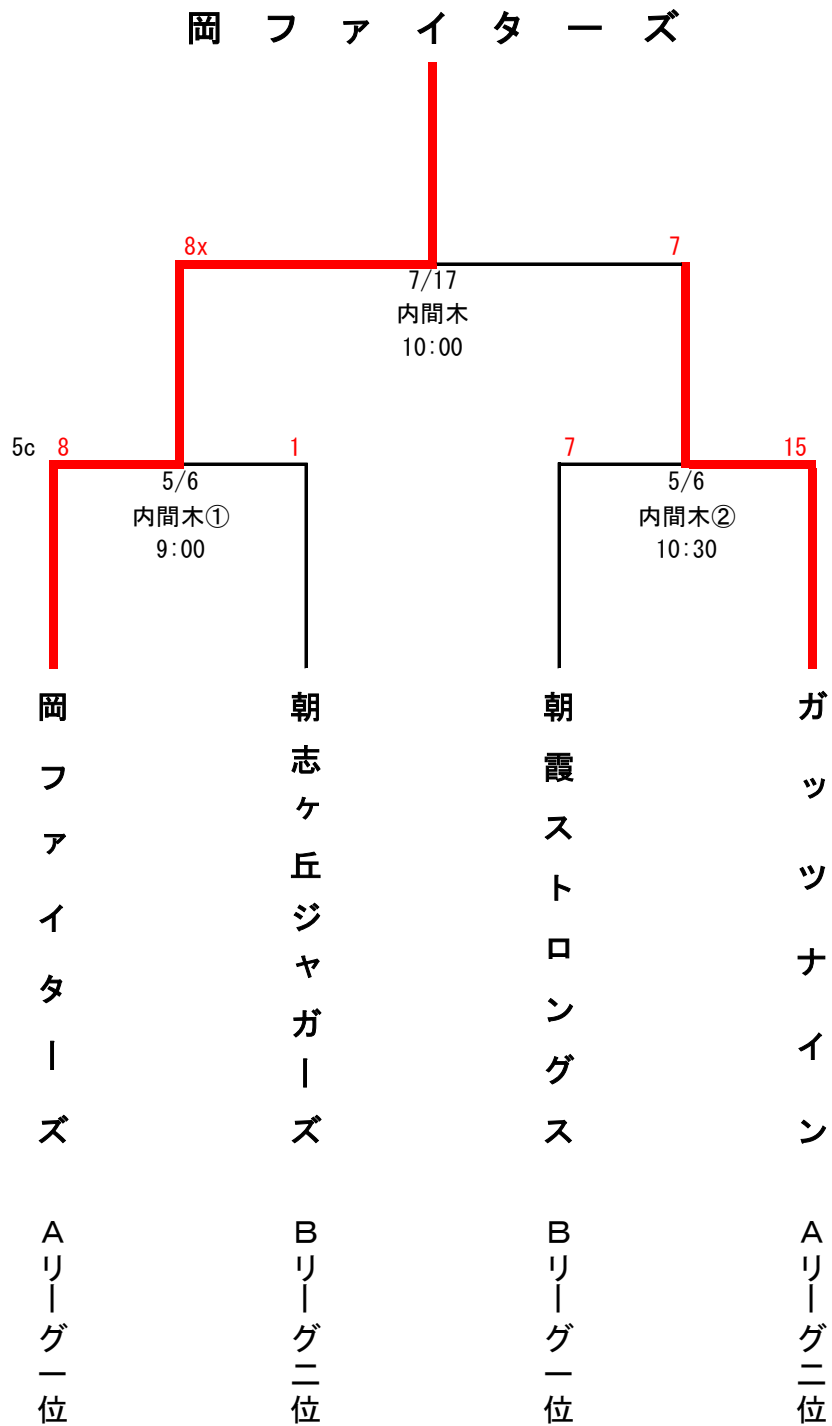 岡ファイターズ
8x
7
7/17
内間木
10:00
5c
8
1
7
15
5/6
内間木①
9:00
5/6
内間木②
10:30
岡ファイターズ
朝志ヶ丘ジャガーズ
朝霞ストロングス
ガッツナイン
Aリーグ一位
Bリーグ二位
Bリーグ一位
Aリーグ二位